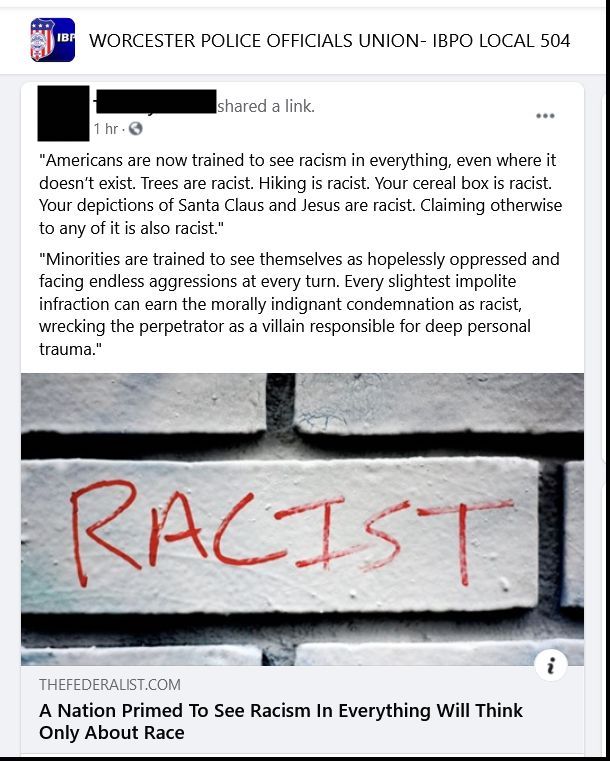 IBP
WORCESTER POLICE OFFICIALS UNION- IBPO LOCAL 504
shared a link.
1 hr ·
"Americans are now trained to see racism in everything, even where it
doesn't exist. Trees are racist. Hiking is racist. Your cereal box is racist.
Your depictions of Santa Claus and Jesus are racist. Claiming otherwise
to any of it is also racist."
"Minorities are trained to see themselves as hopelessly oppressed and
facing endless aggressions at every turn. Every slightest impolite
infraction can earn the morally indignant condemnation as racist,
wrecking the perpetrator as a villain responsible for deep personal
trauma."
RACIST
i
THEFEDERALIST.COM
A Nation Primed To See Racism In Everything Will Think
Only About Race